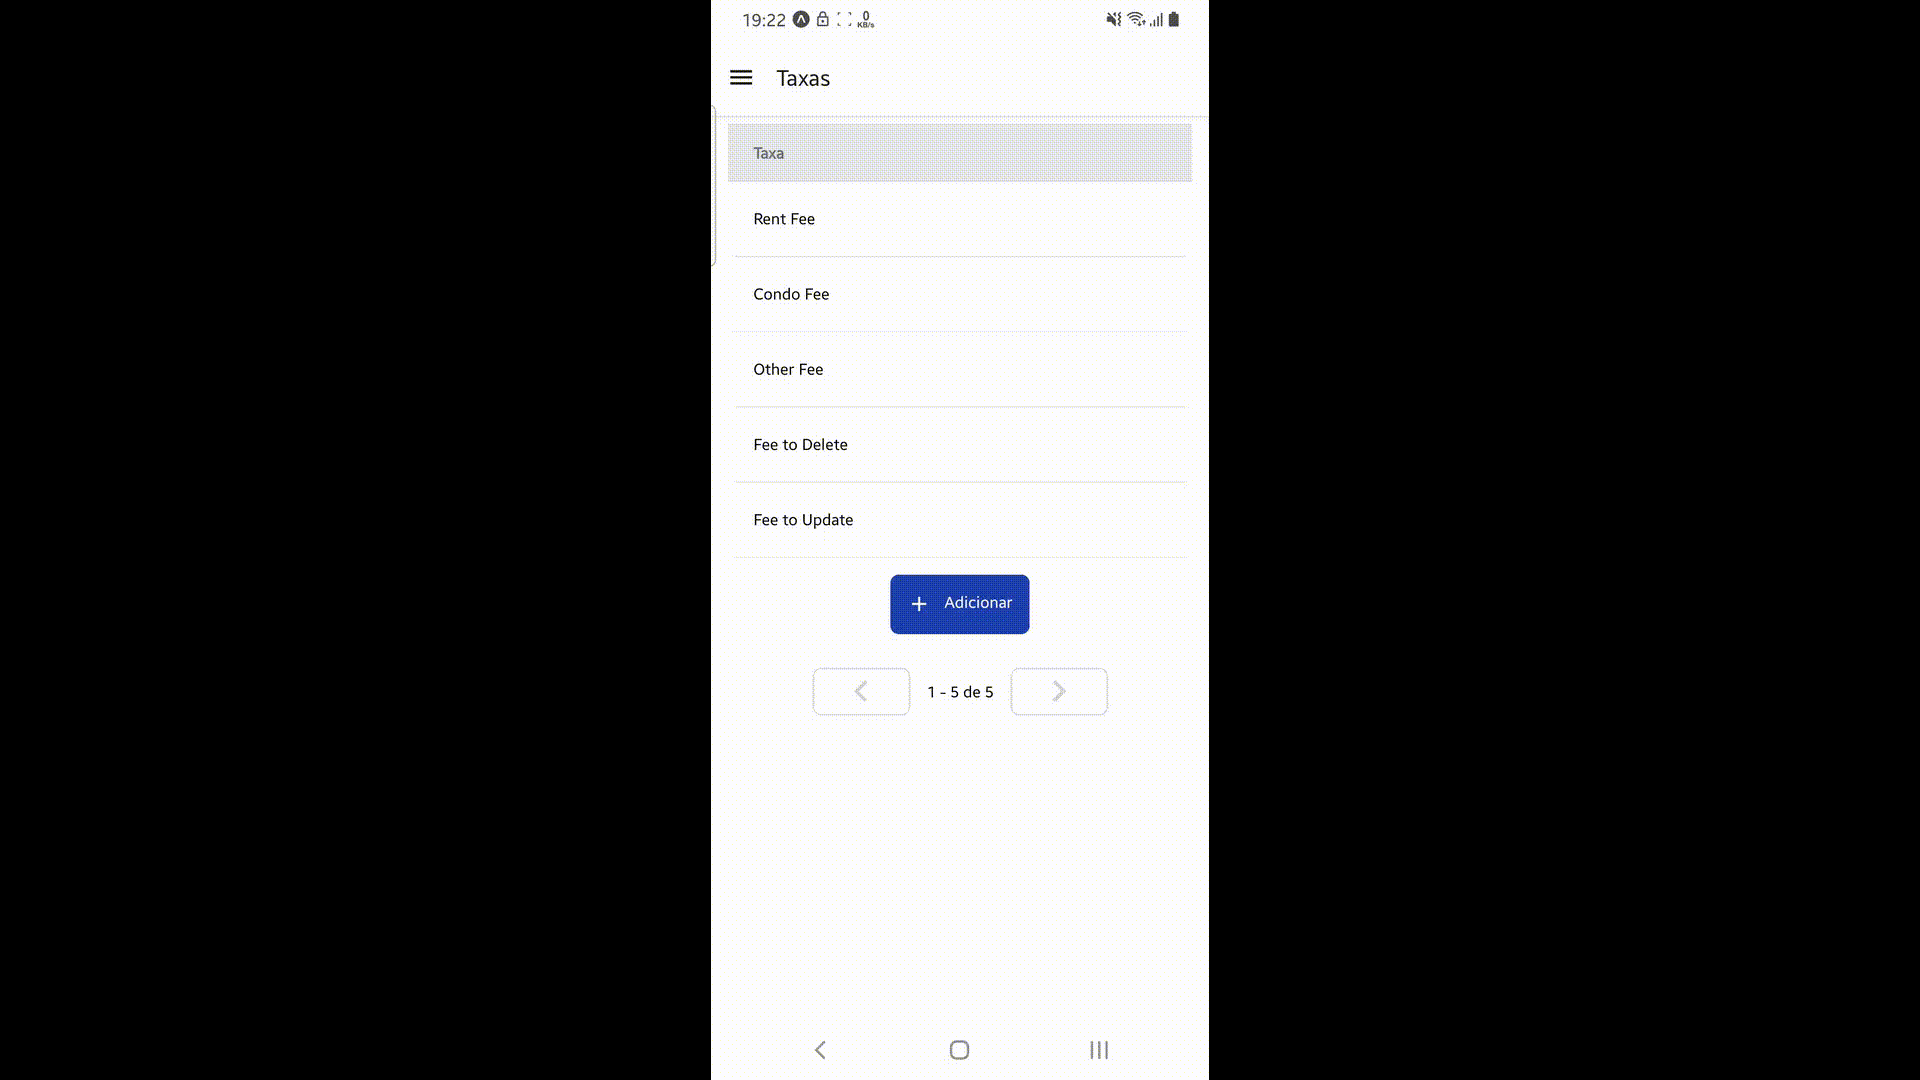 19:22 0 KB/s
Taxas
Taxa
Rent Fee
Condo Fee
Other Fee
Fee to Delete
Fee to Update
+ Adicionar
1 - 5 de 5